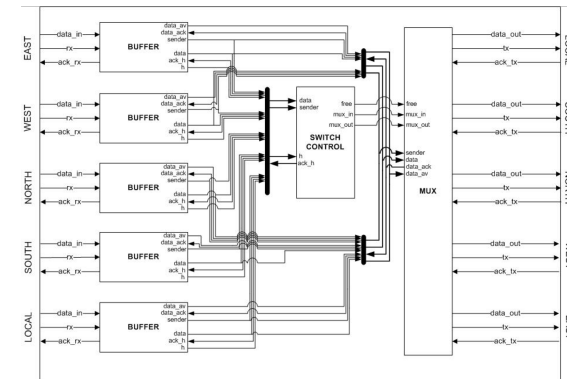 EAST
data_in
rx
ack_rx
BUFFER
data_av
data_ack
sender
data
ack_h
h
WEST
data_in
rx
ack_rx
BUFFER
data_av
data_ack
sender
data
ack_h
h
NORTH
data_in
rx
ack_rx
BUFFER
data_av
data_ack
sender
data
ack_h
h
SOUTH
data_in
rx
ack_rx
BUFFER
data_av
data_ack
sender
data
ack_h
h
LOCAL
data_in
rx
ack_rx
BUFFER
data_av
data_ack
sender
data
ack_h
h
data
sender
h
ack_h
SWITCH
CONTROL
free
mux_in
mux_out
free
mux_in
mux_out
sender
data
data_ack
data_av
MUX
data_out
tx
ack_tx
data_out
tx
ack_tx
data_out
tx
ack_tx
data_out
tx
ack_tx
data_out
tx
ack_tx